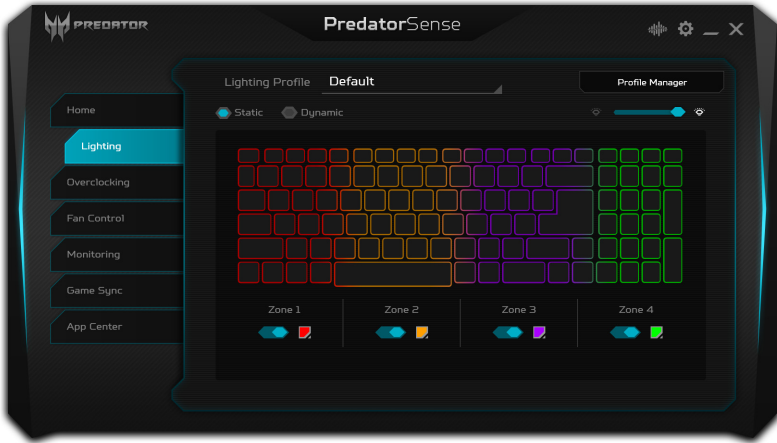 PREDATOR
PredatorSense
Lighting Profile Default
Profile Manager
Static Dynamic
Home
Lighting
Overclocking
Fan Control
Monitoring
Game Sync
App Center
Zone 1 Zone 2 Zone 3 Zone 4